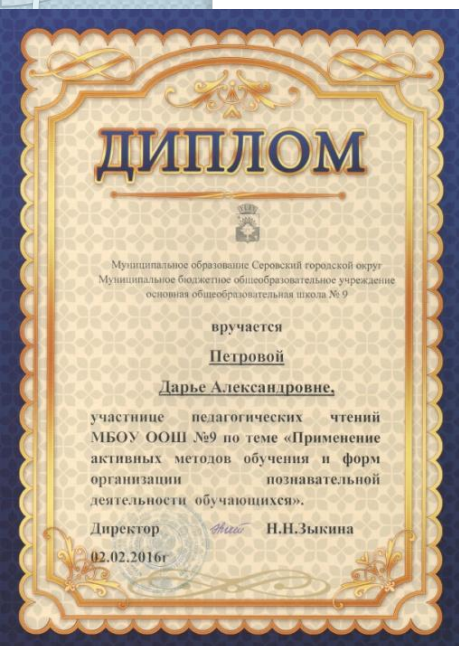 ДИПЛОМ
Муниципальное образование Серовский городской округ
Муниципальное бюджетное общеобразовательное учреждение
основная общеобразовательная школа № 9
вручается
Петровой
Дарье Александровне,
участнице педагогических чтений
МБОУ ООШ №9 по теме «Применение
активных методов обучения и форм
организации познавательной
деятельности обучающихся».
Директор Н.Н.Зыкина
02.02.2016г